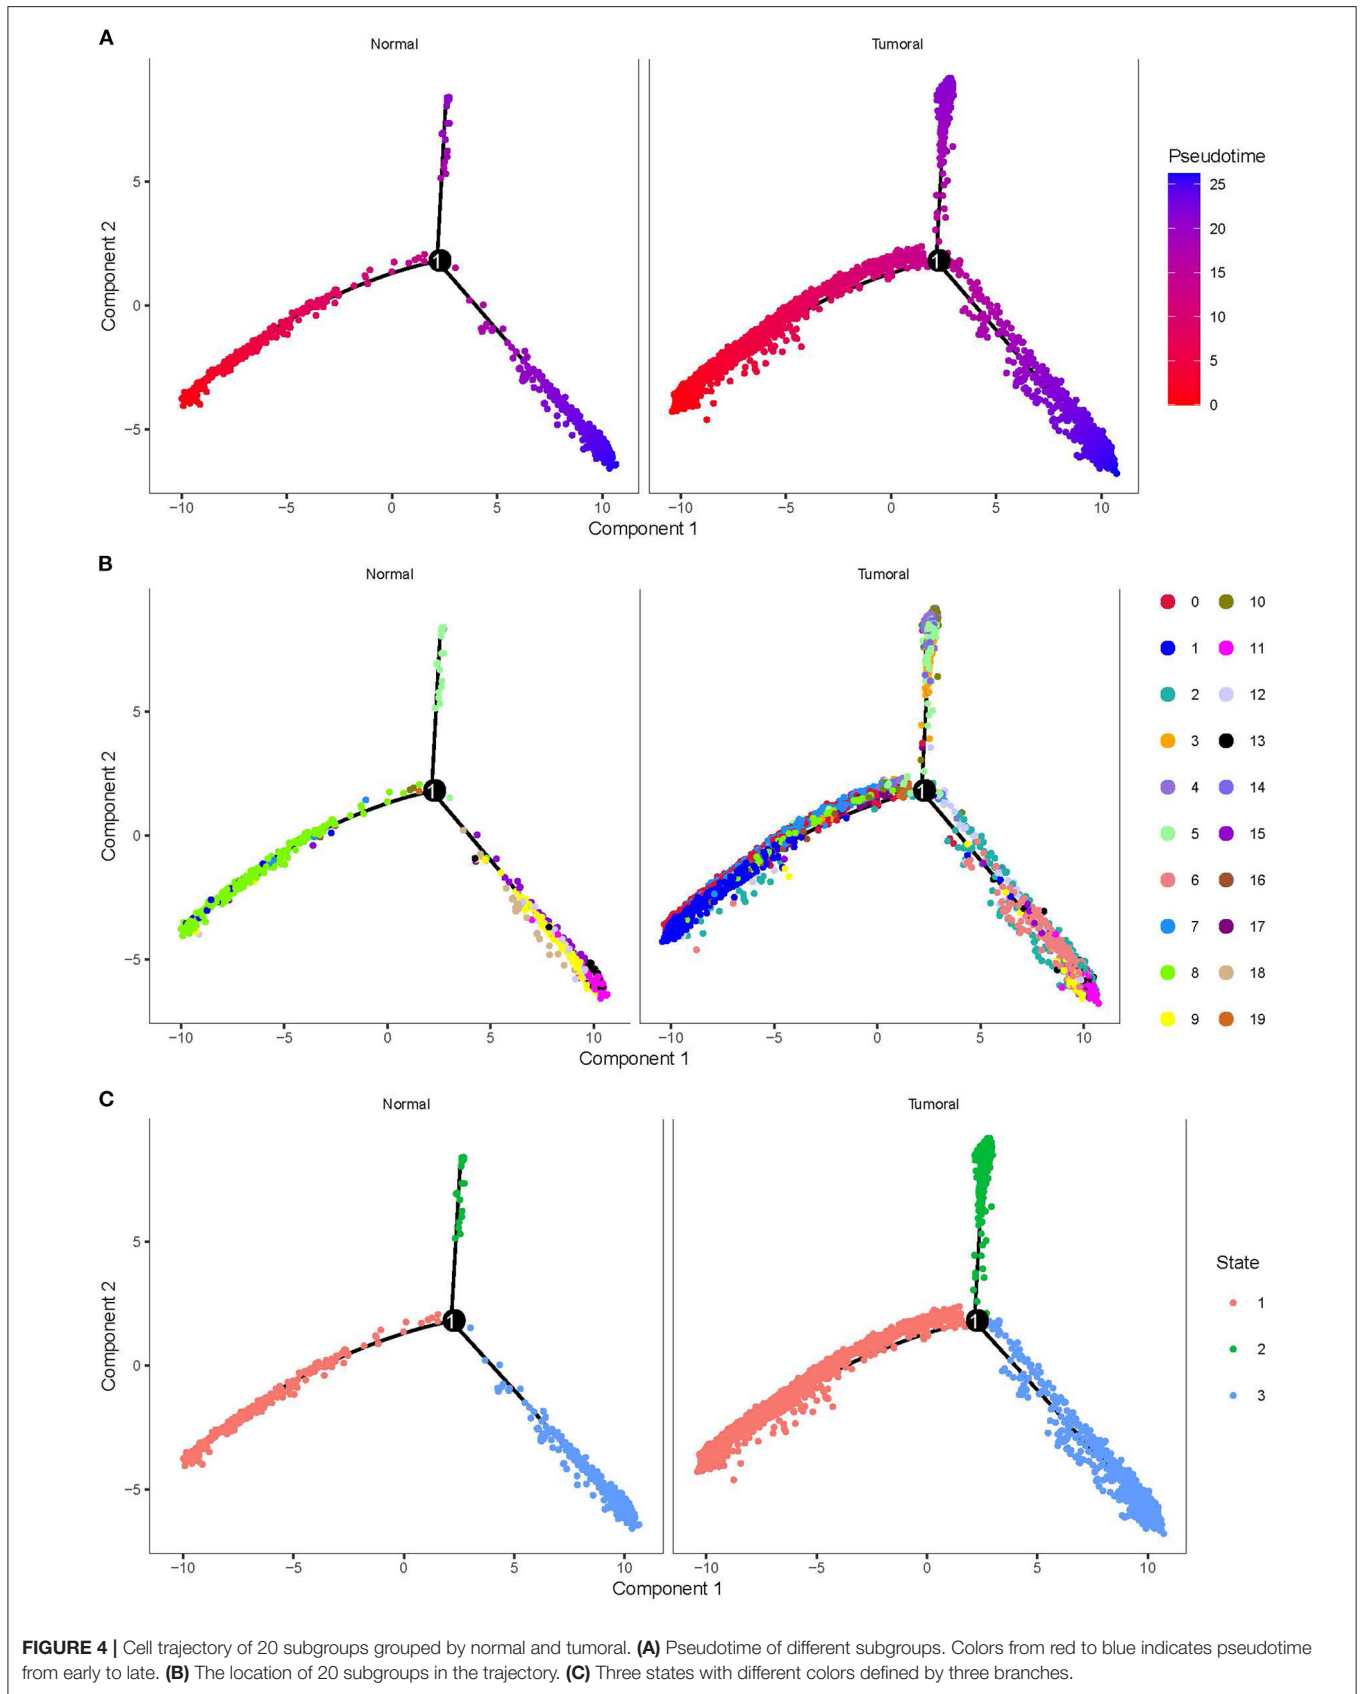 A
Normal
Tumoral
Component 2
5
0
−5
−10 −5 0 5 10
−10 −5 0 5 10
Component 1
1
1
Pseudotime
25
20
15
10
5
0
B
Normal
Tumoral
Component 2
5
0
−5
−10 −5 0 5 10
−10 −5 0 5 10
Component 1
1
1
0 10
1 11
2 12
3 13
4 14
5 15
6 16
7 17
8 18
9 19
C
Normal
Tumoral
Component 2
5
0
−5
−10 −5 0 5 10
−10 −5 0 5 10
Component 1
1
1
State
1
2
3
FIGURE 4 | Cell trajectory of 20 subgroups grouped by normal and tumoral. (A) Pseudotime of different subgroups. Colors from red to blue indicates pseudotime
from early to late. (B) The location of 20 subgroups in the trajectory. (C) Three states with different colors defined by three branches.